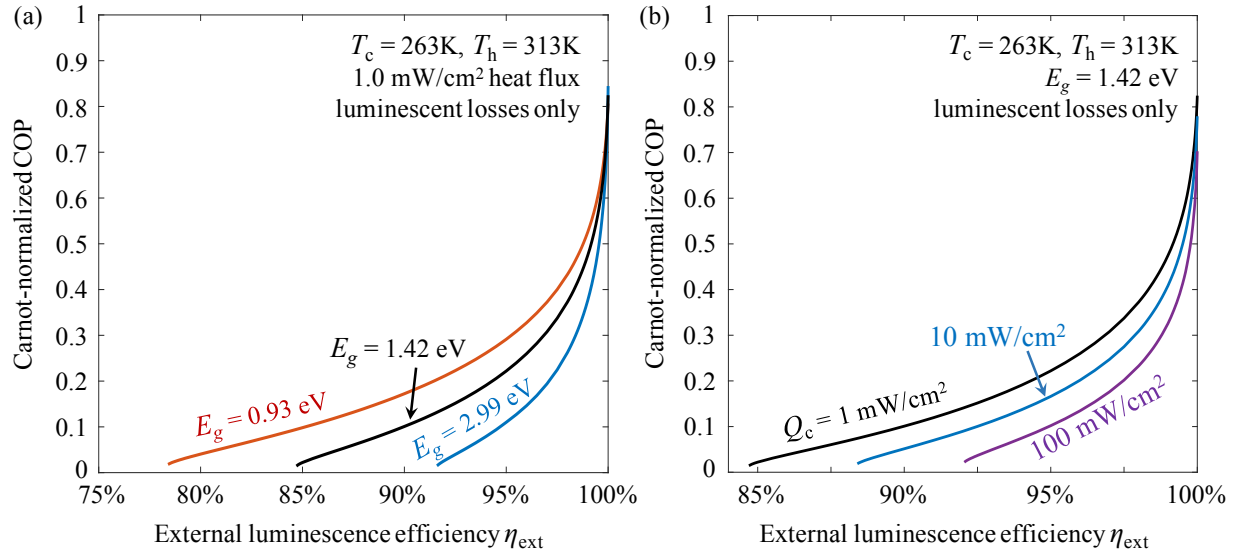 (a)
Carnot-normalized COP
1
0.9
0.8
0.7
0.6
0.5
0.4
0.3
0.2
0.1
0
T_c = 263K, T_h = 313K
1.0 mW/cm² heat flux
luminescent losses only
E_g = 1.42 eV
E_g = 0.93 eV
E_g = 2.99 eV
75% 80% 85% 90% 95% 100%
External luminescence efficiency η_ext
(b)
Carnot-normalized COP
1
0.9
0.8
0.7
0.6
0.5
0.4
0.3
0.2
0.1
0
T_c = 263K, T_h = 313K
E_g = 1.42 eV
luminescent losses only
10 mW/cm²
Q_c = 1 mW/cm²
100 mW/cm²
85% 90% 95% 100%
External luminescence efficiency η_ext